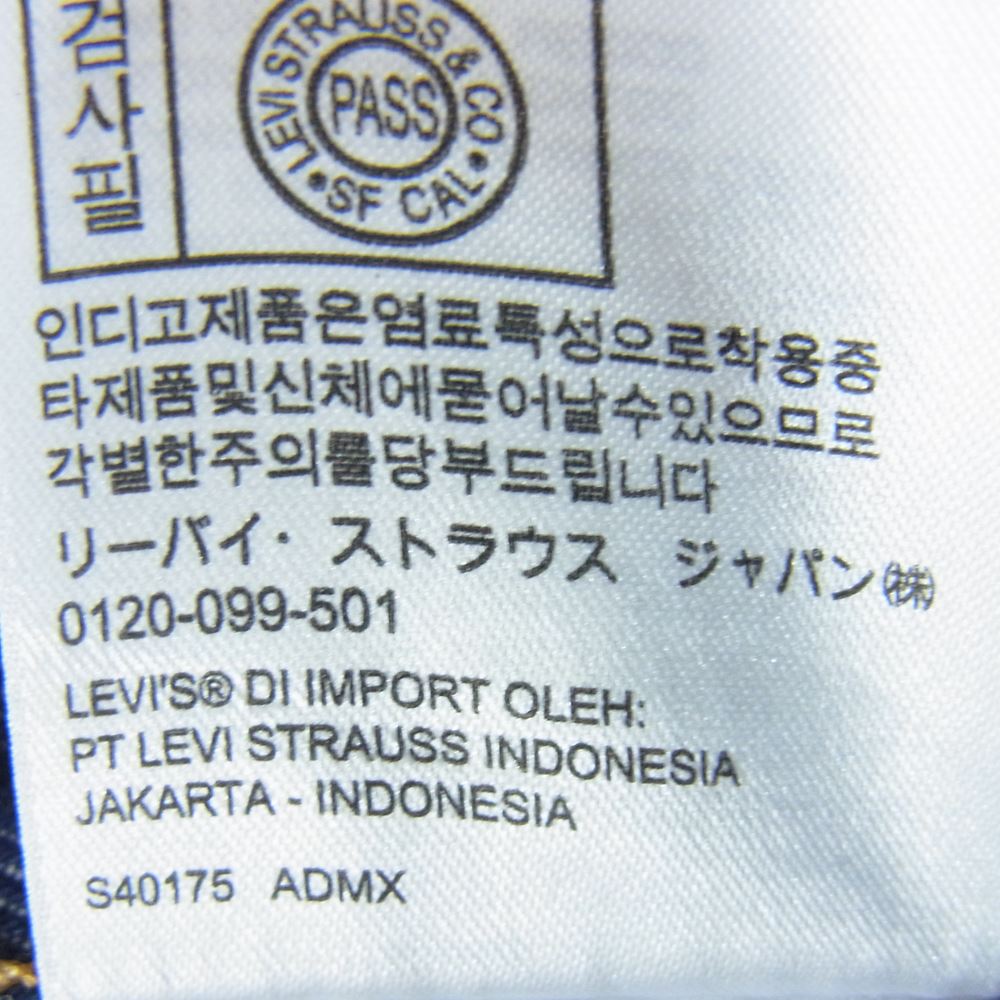 검사필
LEVI STRAUSS & CO • SF CAL •
PASS
인디고제품은염료특성으로착용중
타제품및신체에묻어날수있으므로
각별한주의를당부드립니다
リーバイ・ ストラウス ジャパン㈱
0120-099-501
LEVI'S® DI IMPORT OLEH:
PT LEVI STRAUSS INDONESIA
JAKARTA - INDONESIA
S40175 ADMX